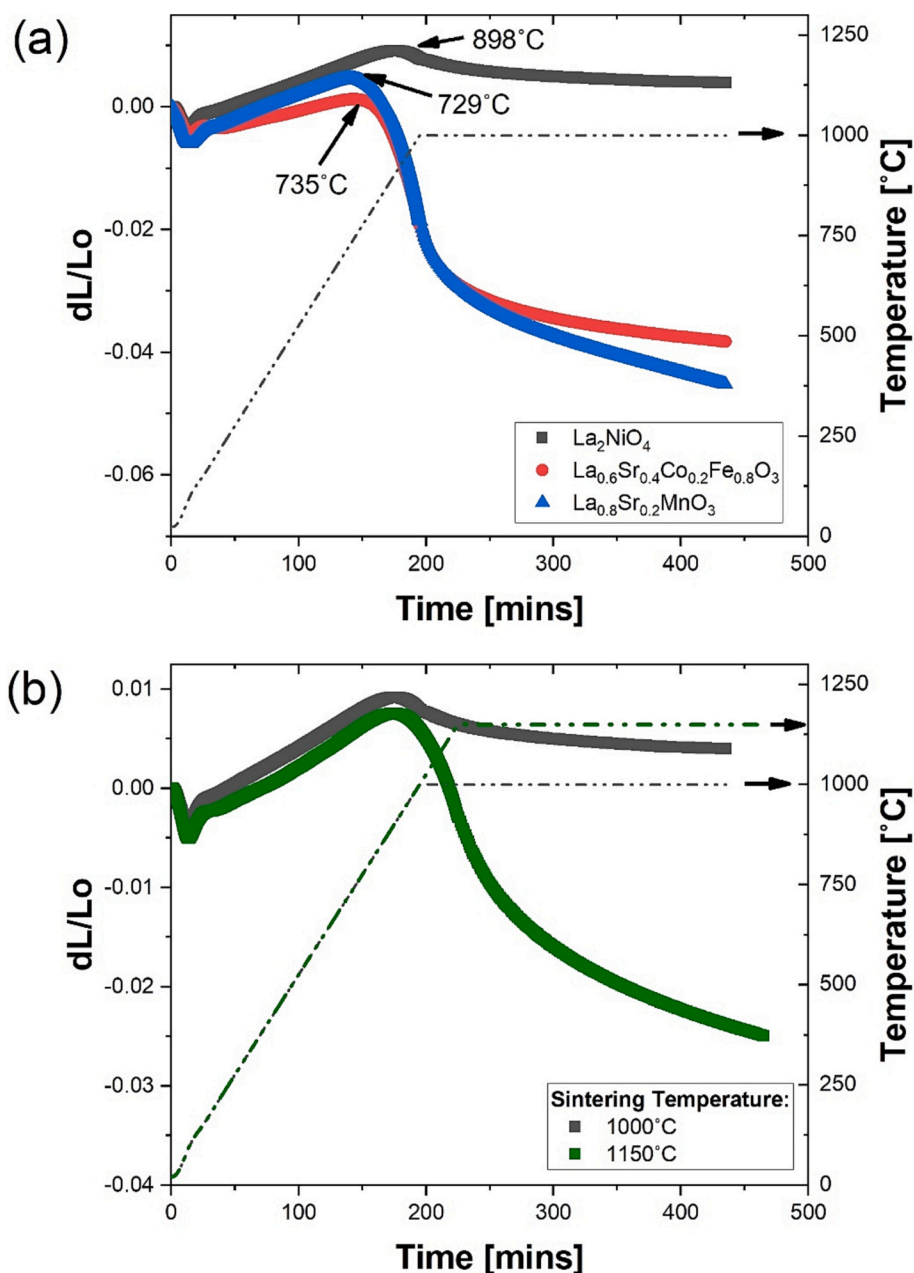 (a)
898˚C
729˚C
735˚C
dL/Lo
0.00
-0.02
-0.04
-0.06
Temperature [˚C]
1250
1000
750
500
250
0
La₂NiO₄
La₀.₆Sr₀.₄Co₀.₂Fe₀.₈O₃
La₀.₈Sr₀.₂MnO₃
0 100 200 300 400 500
Time [mins]
(b)
dL/Lo
0.01
0.00
-0.01
-0.02
-0.03
-0.04
Temperature [˚C]
1250
1000
750
500
250
0
Sintering Temperature:
1000˚C
1150˚C
0 100 200 300 400 500
Time [mins]